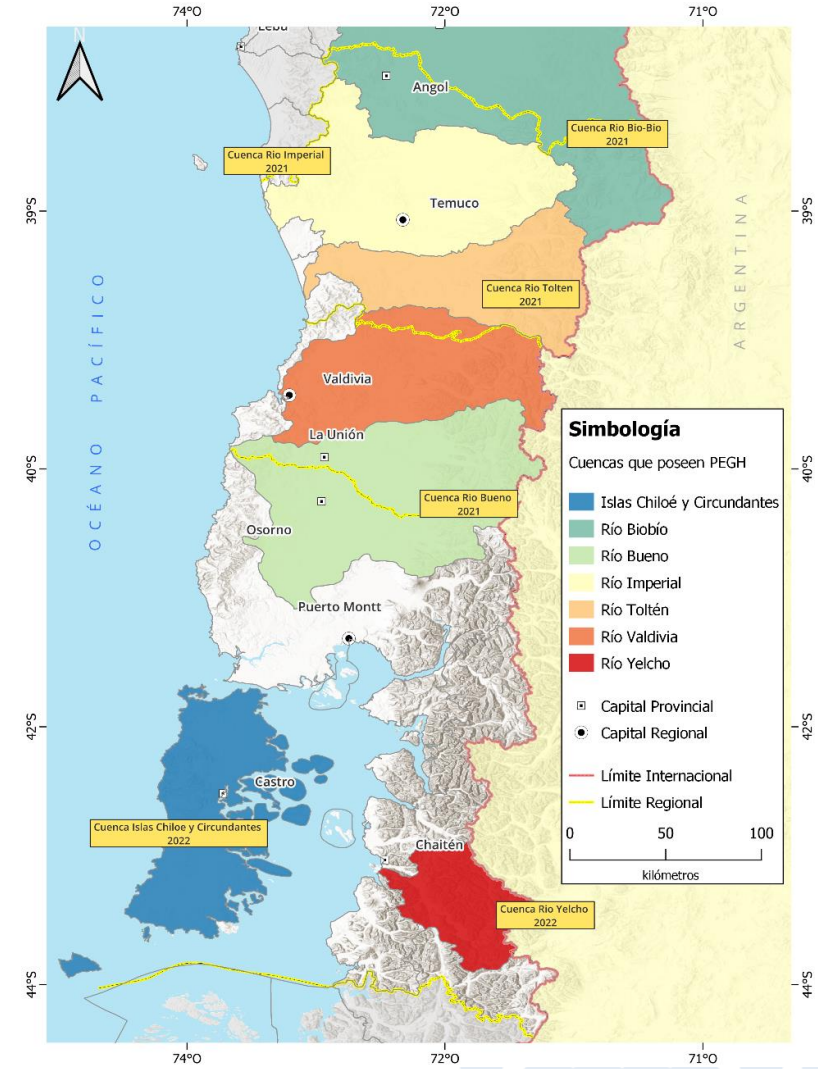 74°O 72°O 71°O
N
Lebu
Angol
Cuenca Rio Bio-Bio
2021
Cuenca Rio Imperial
2021
39°S
39°S
Temuco
ARGENTINA
Cuenca Rio Tolten
2021
OCÉANO PACÍFICO
Valdivia
La Unión
40°S
40°S
Cuenca Rio Bueno
2021
Osorno
Puerto Montt
Simbología
Cuencas que poseen PEGH
Islas Chiloé y Circundantes
Río Biobío
Río Bueno
Río Imperial
Río Toltén
Río Valdivia
Río Yelcho
Capital Provincial
Capital Regional
Límite Internacional
Límite Regional
0 50 100
kilómetros
42°S
42°S
Castro
Cuenca Islas Chiloe y Circundantes
2022
Chaitén
Cuenca Rio Yelcho
2022
44°S
44°S
74°O 72°O 71°O